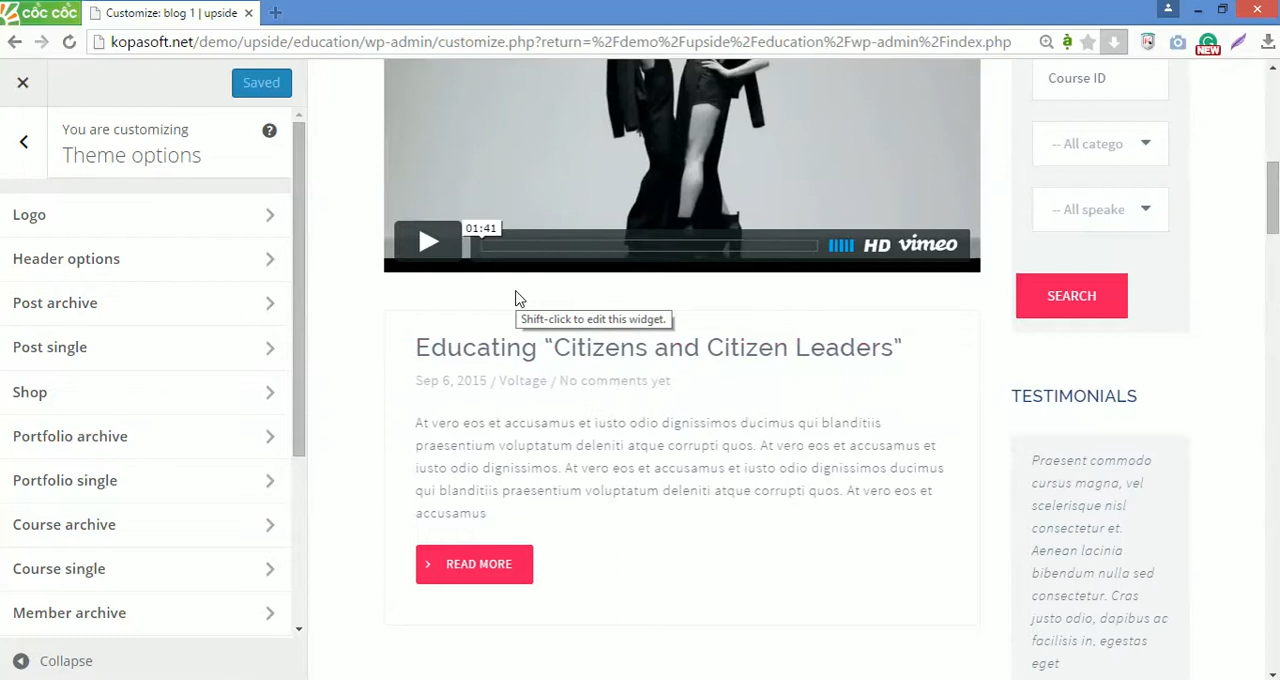 cốc cốc
Customize: blog 1 | upside
kopasoft.net/demo/upside/education/wp-admin/customize.php?return=%2Fdemo%2Fupside%2Feducation%2Fwp-admin%2Findex.php
NEW
Saved
You are customizing
Theme options
Logo
Header options
Post archive
Post single
Shop
Portfolio archive
Portfolio single
Course archive
Course single
Member archive
Collapse
01:41
HD vimeo
Shift-click to edit this widget.
Educating “Citizens and Citizen Leaders”
Sep 6, 2015 / Voltage / No comments yet
At vero eos et accusamus et iusto odio dignissimos ducimus qui blanditiis
praesentium voluptatum deleniti atque corrupti quos. At vero eos et accusamus et
iusto odio dignissimos. At vero eos et accusamus et iusto odio dignissimos ducimus
qui blanditiis praesentium voluptatum deleniti atque corrupti quos. At vero eos et
accusamus
READ MORE
Course ID
-- All catego
-- All speake
SEARCH
TESTIMONIALS
Praesent commodo
cursus magna, vel
scelerisque nisl
consectetur et.
Aenean lacinia
bibendum nulla sed
consectetur. Cras
justo odio, dapibus ac
facilisis in, egestas
eget